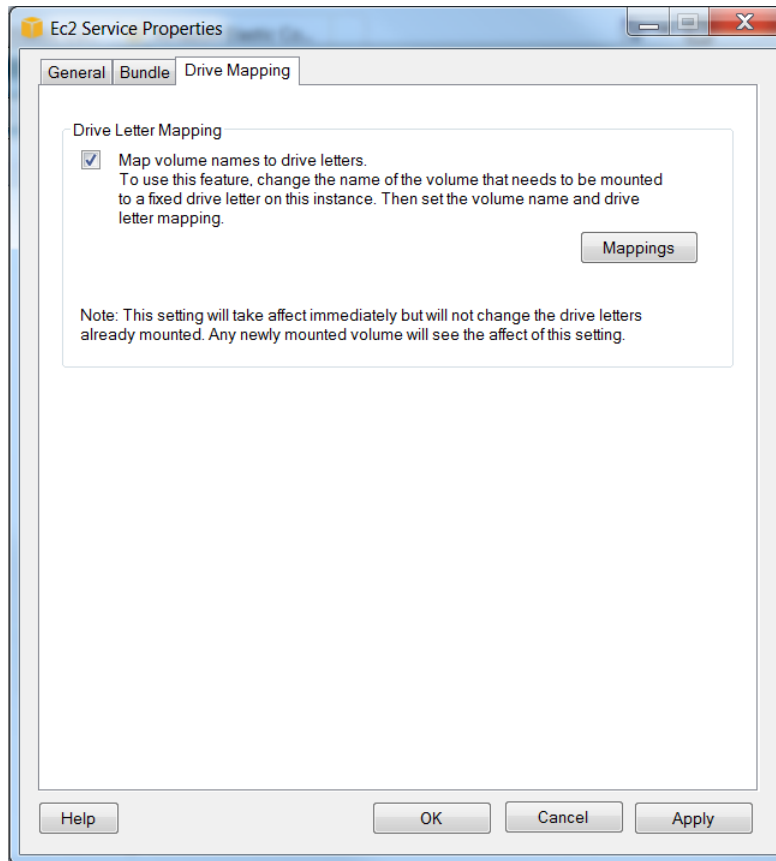 Ec2 Service Properties
General
Bundle
Drive Mapping
Drive Letter Mapping
Map volume names to drive letters.
To use this feature, change the name of the volume that needs to be mounted
to a fixed drive letter on this instance. Then set the volume name and drive
letter mapping.
Mappings
Note: This setting will take affect immediately but will not change the drive letters
already mounted. Any newly mounted volume will see the affect of this setting.
Help
OK
Cancel
Apply